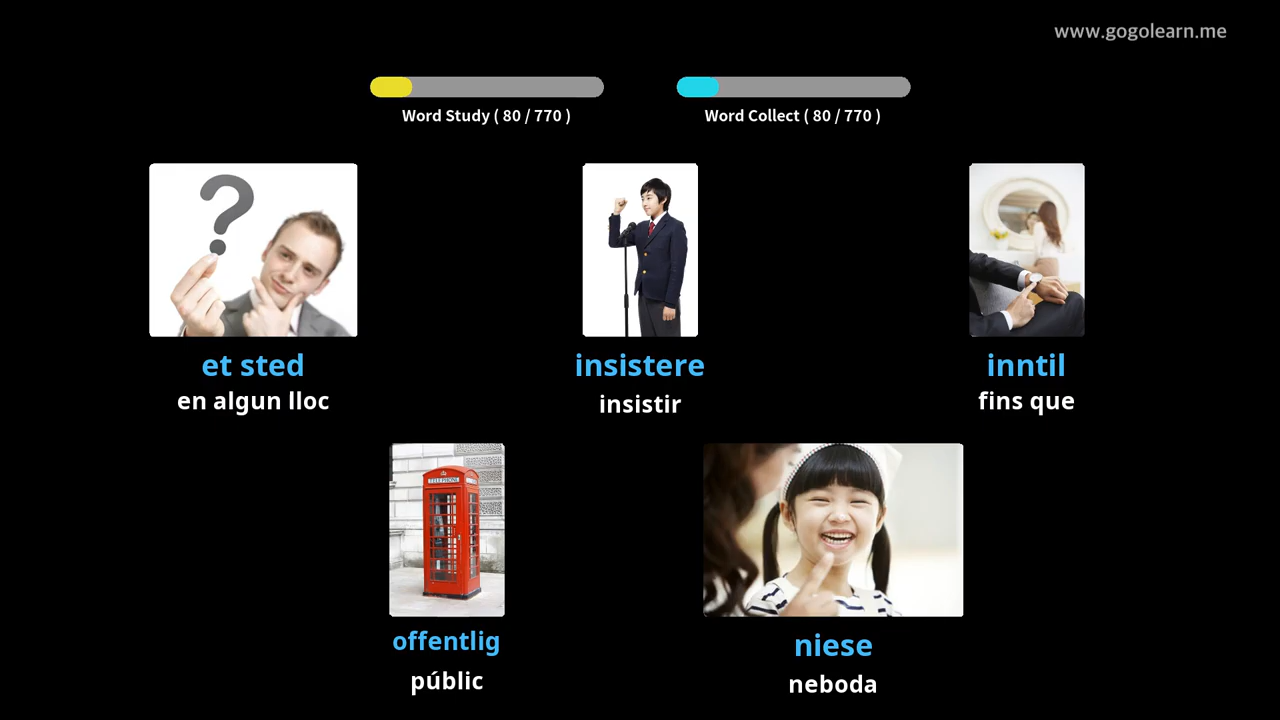 www.gogolearn.me
Word Study ( 80 / 770 )
Word Collect ( 80 / 770 )
?
et sted
en algun lloc
insistere
insistir
inntil
fins que
TELEPHONE
offentlig
públic
niese
neboda